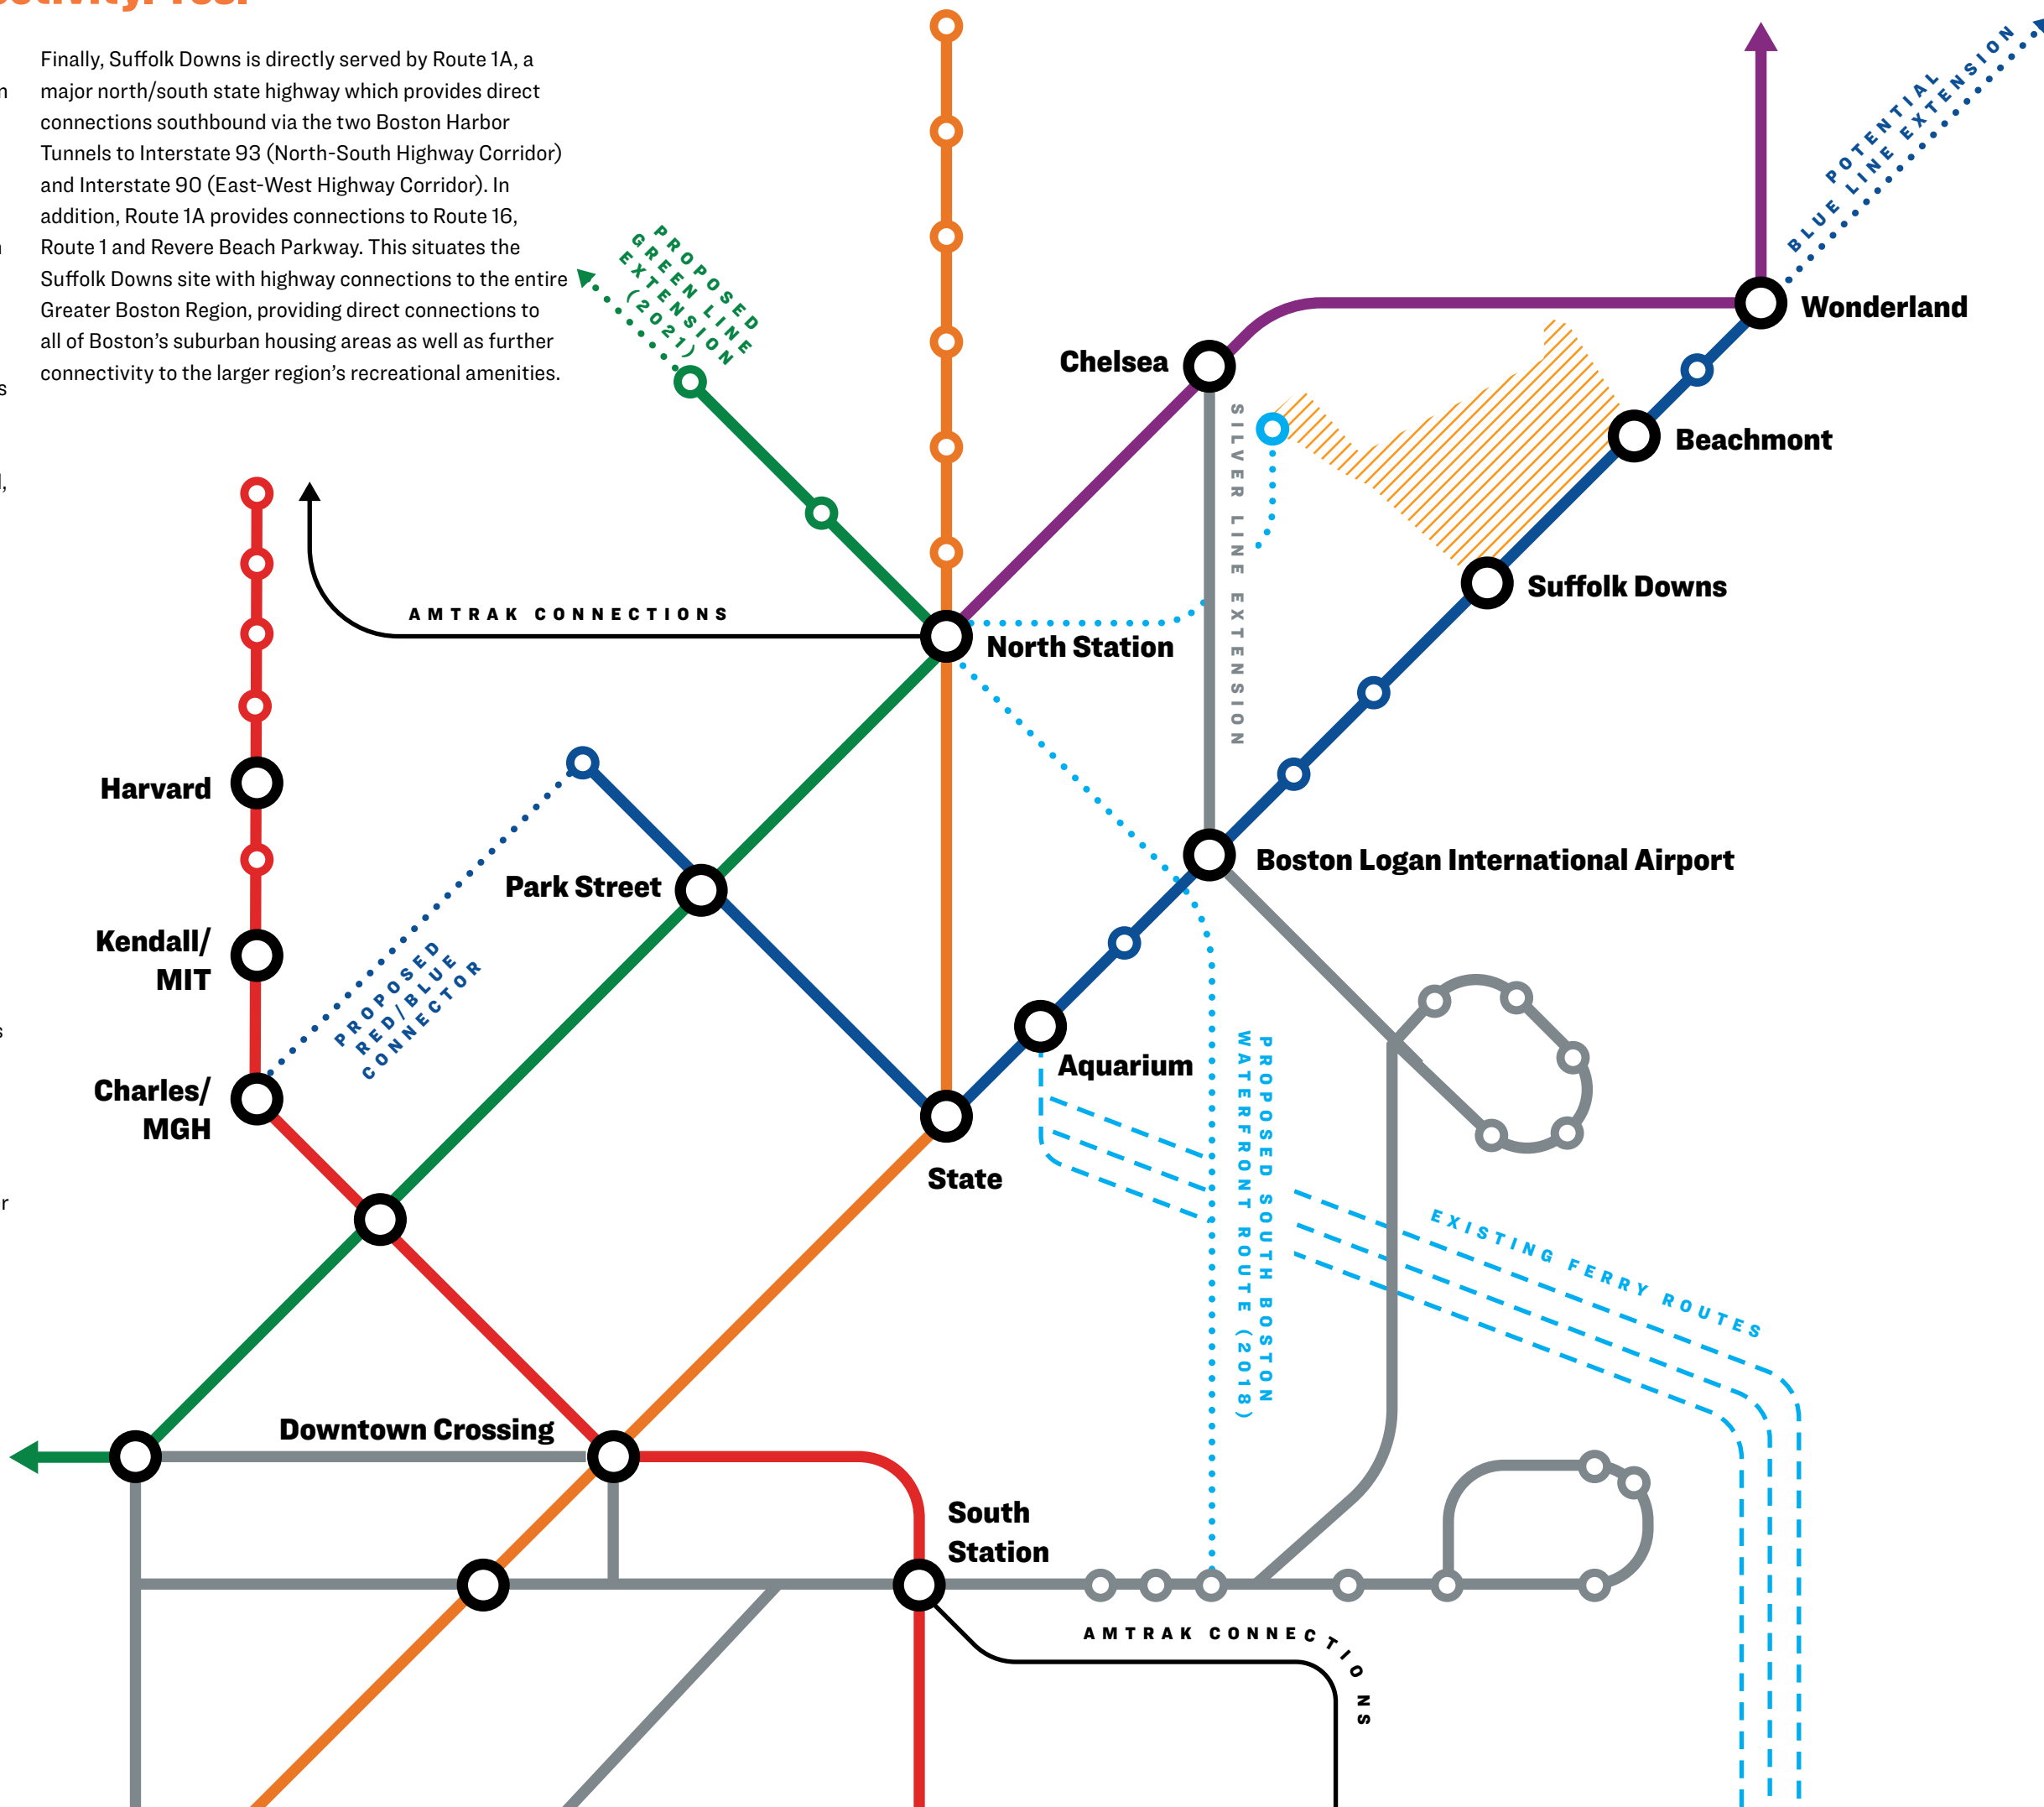 Finally, Suffolk Downs is directly served by Route 1A, a
major north/south state highway which provides direct
connections southbound via the two Boston Harbor
Tunnels to Interstate 93 (North-South Highway Corridor)
and Interstate 90 (East-West Highway Corridor). In
addition, Route 1A provides connections to Route 16,
Route 1 and Revere Beach Parkway. This situates the
Suffolk Downs site with highway connections to the entire
Greater Boston Region, providing direct connections to
all of Boston’s suburban housing areas as well as further
connectivity to the larger region’s recreational amenities.
POTENTIAL
BLUE LINE EXTENSION
PROPOSED
GREEN LINE
EXTENSION
(2021)
Wonderland
Chelsea
Beachmont
SILVER LINE EXTENSION
Suffolk Downs
AMTRAK CONNECTIONS
North Station
Harvard
Boston Logan International Airport
Park Street
Kendall/
MIT
PROPOSED
RED/BLUE
CONNECTOR
Aquarium
Charles/
MGH
State
PROPOSED SOUTH BOSTON
WATERFRONT ROUTE (2018)
EXISTING FERRY ROUTES
Downtown Crossing
South
Station
AMTRAK CONNECTIONS